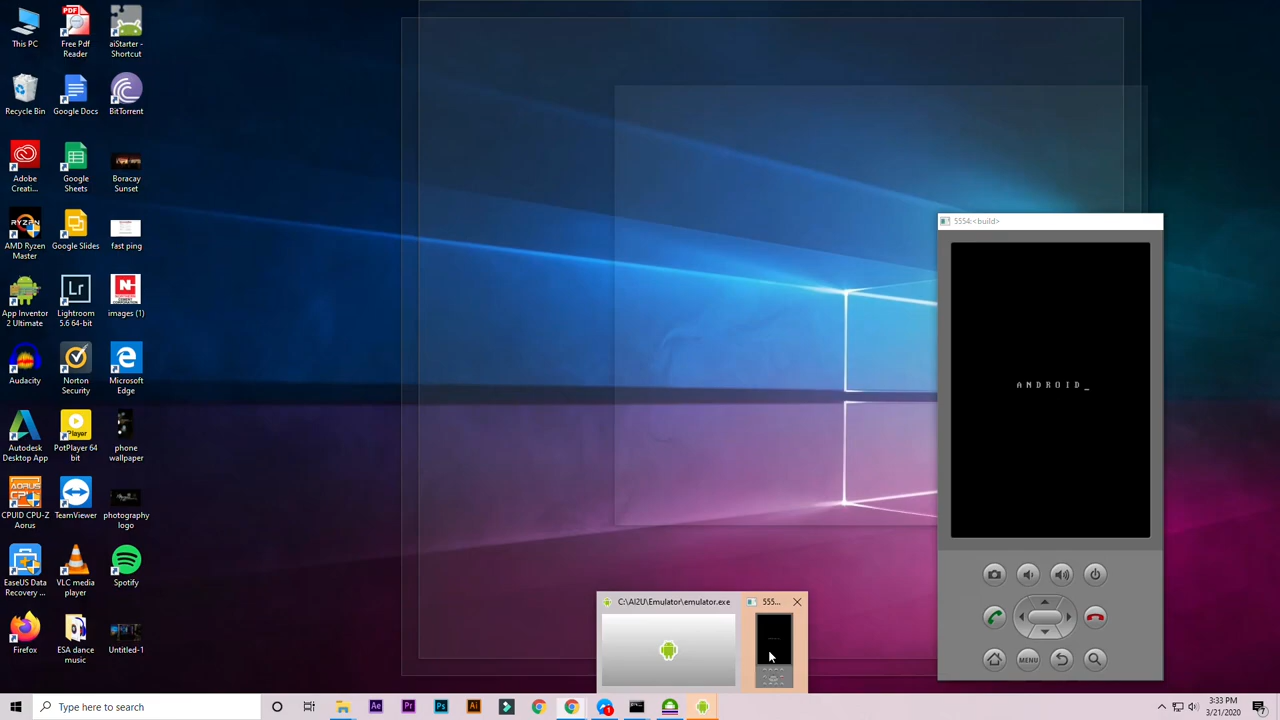 This PC
Free Pdf
Reader
aiStarter -
Shortcut
Recycle Bin
Google Docs
BitTorrent
Adobe
Creati...
Google
Sheets
Boracay
Sunset
AMD Ryzen
Master
Google Slides
fast ping
App Inventor
2 Ultimate
Lightroom
5.6 64-bit
images (1)
Audacity
Norton
Security
Microsoft
Edge
Autodesk
Desktop App
PotPlayer 64
bit
phone
wallpaper
CPUID CPU-Z
Aorus
TeamViewer
photography
logo
EaseUS Data
Recovery ...
VLC media
player
Spotify
Firefox
ESA dance
music
Untitled-1
5554:<build>
ANDROID_
MENU
C:\AI2U\Emulator\emulator.exe
555...
Type here to search
3:33 PM
3/21/2020